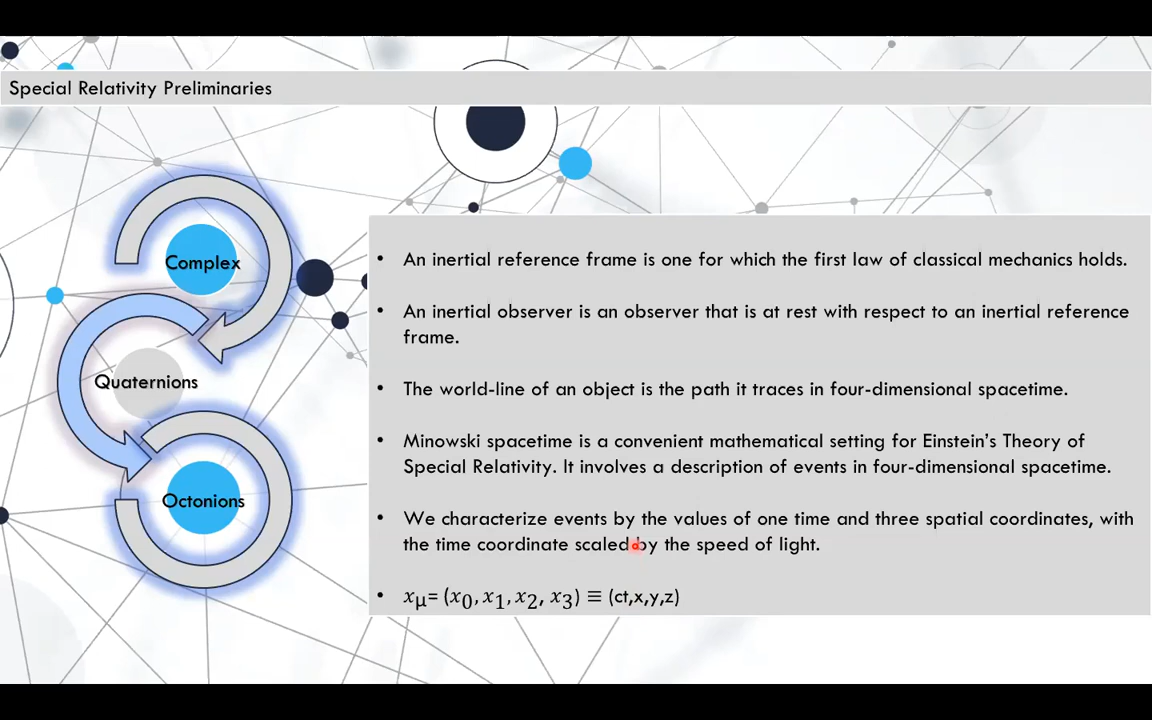 Special Relativity Preliminaries
Complex
Quaternions
Octonions
• An inertial reference frame is one for which the first law of classical mechanics holds.
• An inertial observer is an observer that is at rest with respect to an inertial reference
frame.
• The world-line of an object is the path it traces in four-dimensional spacetime.
• Minowski spacetime is a convenient mathematical setting for Einstein's Theory of
Special Relativity. It involves a description of events in four-dimensional spacetime.
• We characterize events by the values of one time and three spatial coordinates, with
the time coordinate scaled by the speed of light.
• x_μ= (x_0, x_1, x_2, x_3) ≡ (ct,x,y,z)